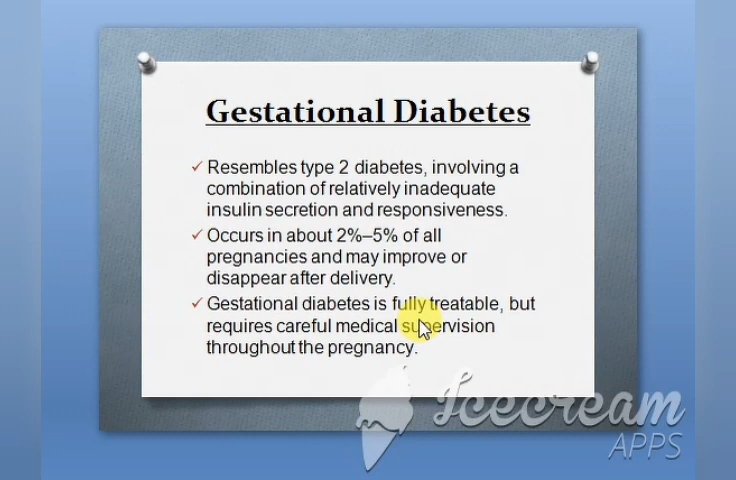 Gestational Diabetes
✓ Resembles type 2 diabetes, involving a
combination of relatively inadequate
insulin secretion and responsiveness.
✓ Occurs in about 2%–5% of all
pregnancies and may improve or
disappear after delivery.
✓ Gestational diabetes is fully treatable, but
requires careful medical supervision
throughout the pregnancy.
Icecream
APPS